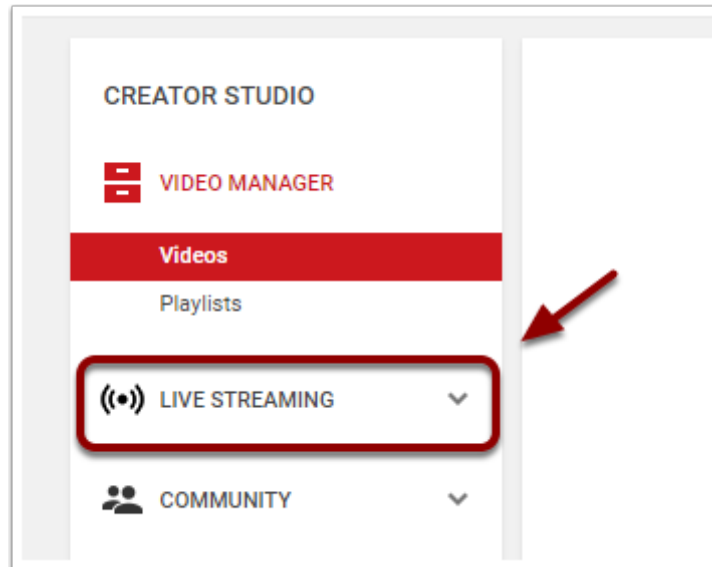 CREATOR STUDIO
VIDEO MANAGER
Videos
Playlists
LIVE STREAMING
COMMUNITY